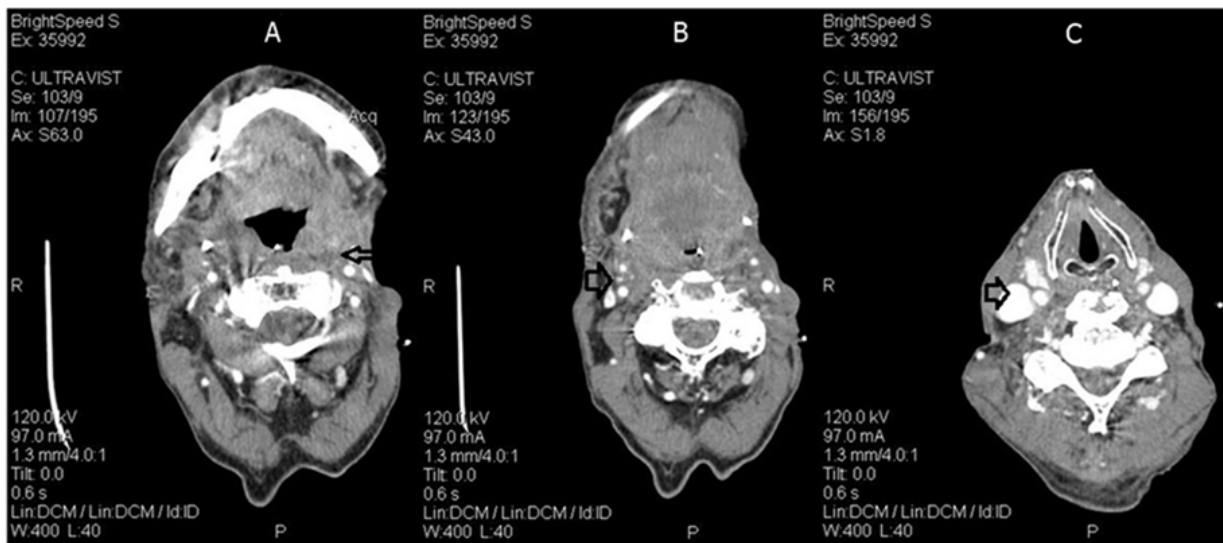 BrightSpeed S
Ex: 35992
A
C: ULTRAVIST
Se: 103/9
Im: 107/195
Ax: S63.0
Acq
R
120.0 kV
97.0 mA
1.3 mm/4.0:1
Tilt: 0.0
0.6 s
Lin:DCM / Lin:DCM / Id:ID
W:400 L:40
P
BrightSpeed S
Ex: 35992
B
C: ULTRAVIST
Se: 103/9
Im: 123/195
Ax: S43.0
R
120.0 kV
97.0 mA
1.3 mm/4.0:1
Tilt: 0.0
0.6 s
Lin:DCM / Lin:DCM / Id:ID
W:400 L:40
P
BrightSpeed S
Ex: 35992
C
C: ULTRAVIST
Se: 103/9
Im: 156/195
Ax: S1.8
R
120.0 kV
97.0 mA
1.3 mm/4.0:1
Tilt: 0.0
0.6 s
Lin:DCM / Lin:DCM / Id:ID
W:400 L:40
P